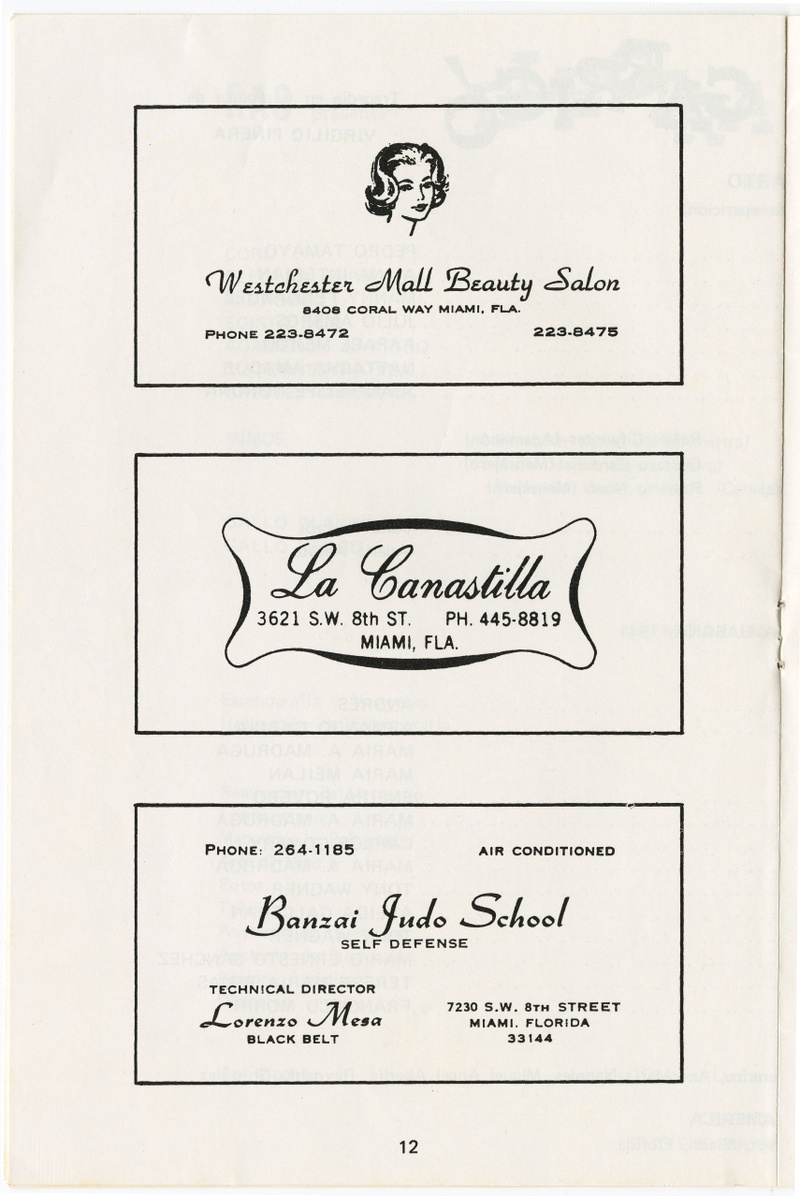 Westchester Mall Beauty Salon
8408 CORAL WAY MIAMI, FLA.
PHONE 223-8472 223-8475
La Canastilla
3621 S.W. 8th ST. PH. 445-8819
MIAMI, FLA.
PHONE: 264-1185 AIR CONDITIONED
Banzai Judo School
SELF DEFENSE
TECHNICAL DIRECTOR
Lorenzo Mesa
BLACK BELT
7230 S.W. 8TH STREET
MIAMI. FLORIDA
33144
12